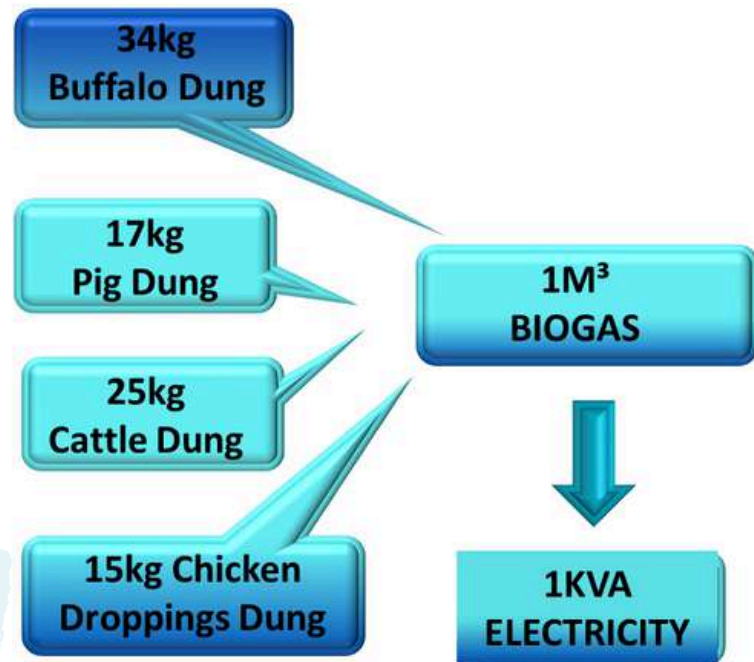 34kg
Buffalo Dung
17kg
Pig Dung
25kg
Cattle Dung
15kg Chicken
Droppings Dung
1M³
BIOGAS
1KVA
ELECTRICITY